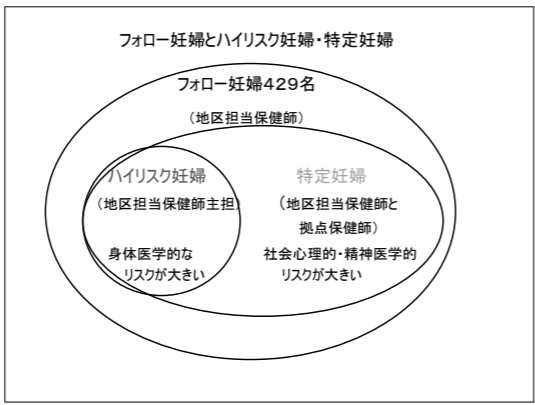 フォロー妊婦とハイリスク妊婦・特定妊婦
フォロー妊婦429名
（地区担当保健師）
ハイリスク妊婦
（地区担当保健師主担）
身体医学的な
リスクが大きい
特定妊婦
（地区担当保健師と
拠点保健師）
社会心理的・精神医学的
リスクが大きい